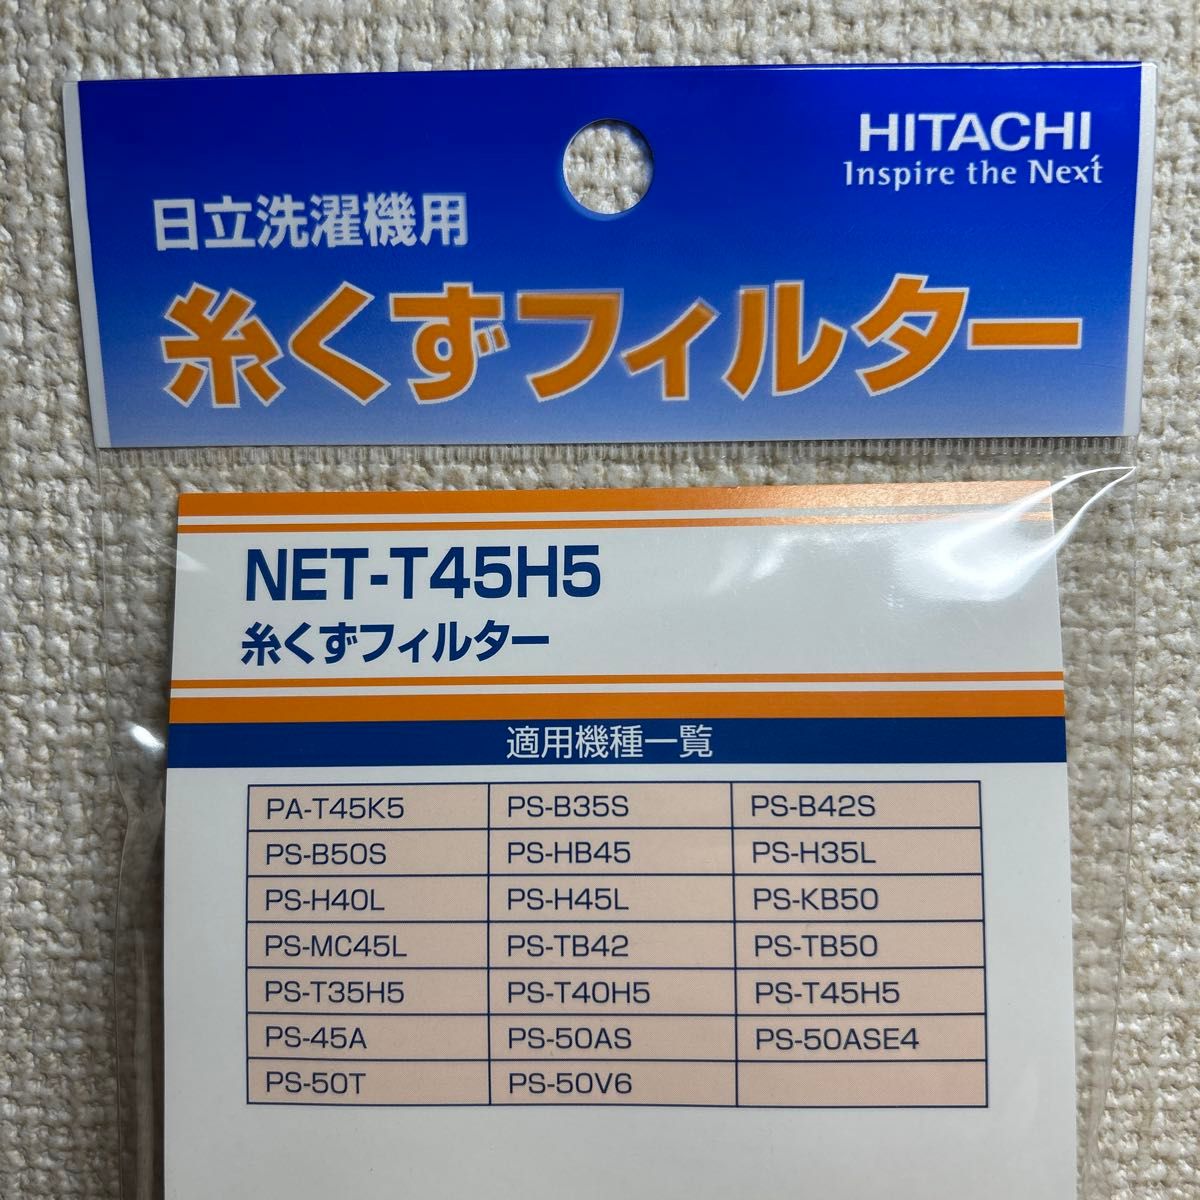 HITACHI
Inspire the Next
日立洗濯機用
糸くずフィルター
NET-T45H5
糸くずフィルター
適用機種一覧
PA-T45K5 PS-B35S PS-B42S
PS-B50S PS-HB45 PS-H35L
PS-H40L PS-H45L PS-KB50
PS-MC45L PS-TB42 PS-TB50
PS-T35H5 PS-T40H5 PS-T45H5
PS-45A PS-50AS PS-50ASE4
PS-50T PS-50V6